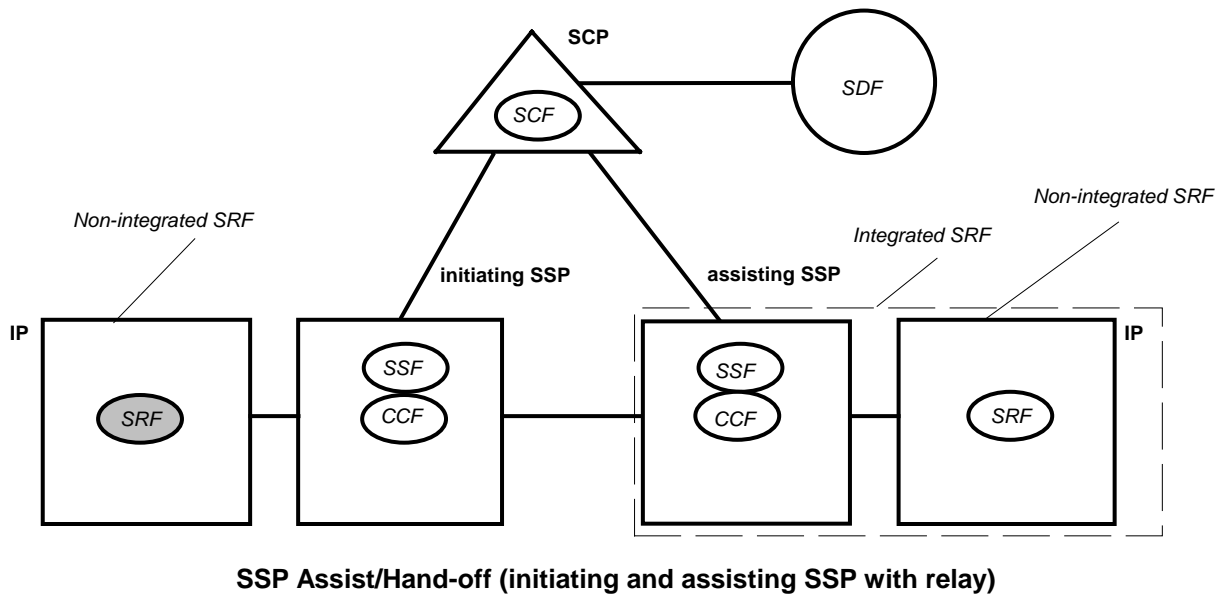 SCP
SDF
SCF
Non-integrated SRF
Non-integrated SRF
Integrated SRF
initiating SSP
assisting SSP
IP
IP
SSF
SSF
SRF
CCF
CCF
SRF
SSP Assist/Hand-off (initiating and assisting SSP with relay)